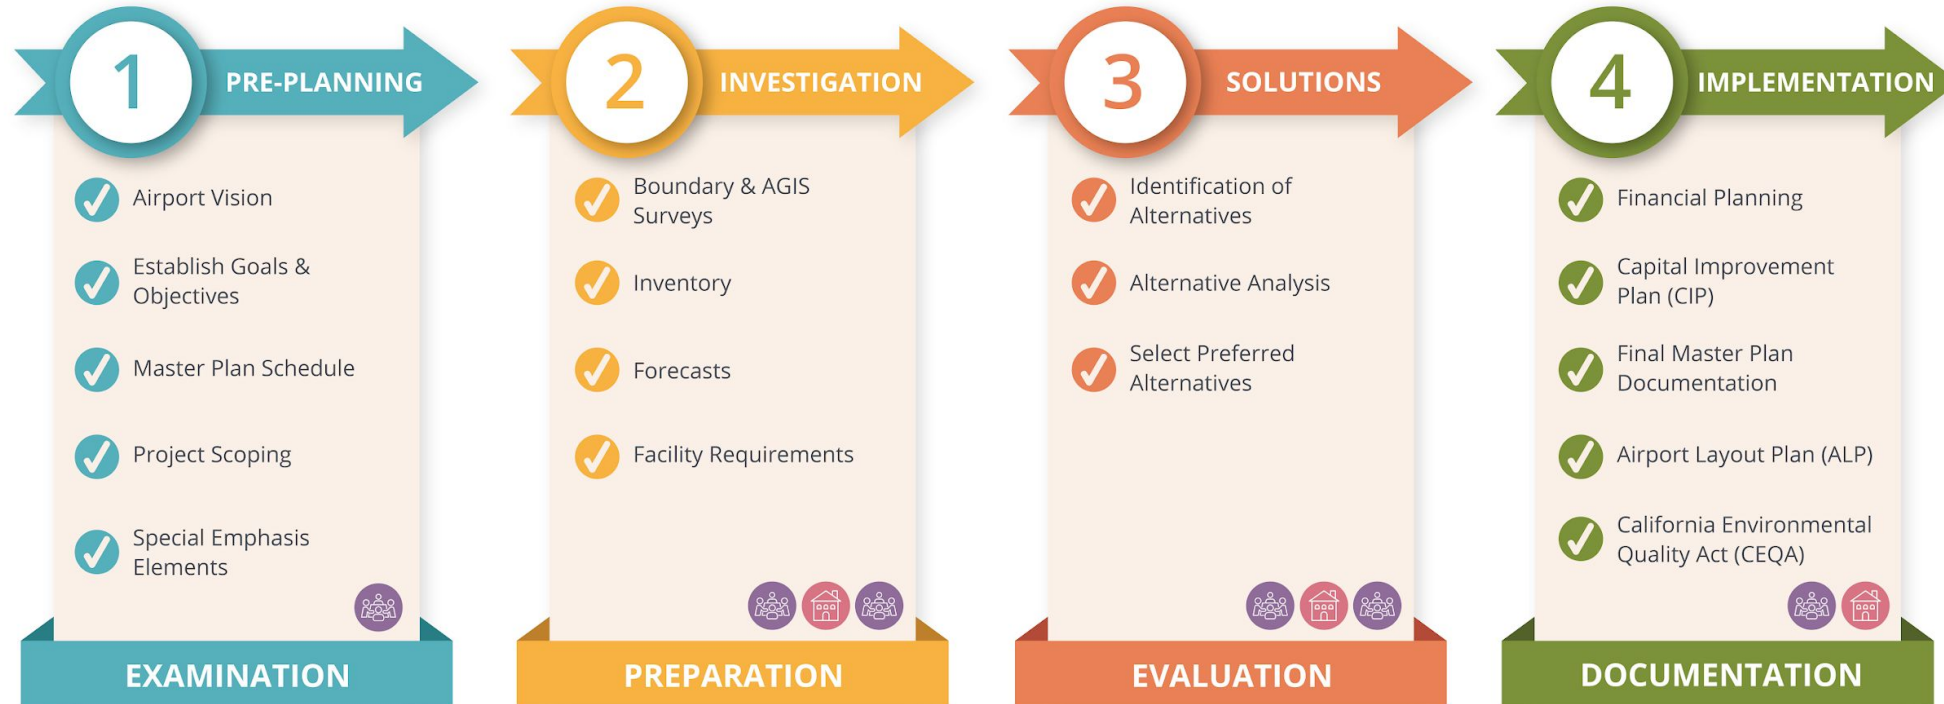 1
PRE-PLANNING
Airport Vision
Establish Goals &
Objectives
Master Plan Schedule
Project Scoping
Special Emphasis
Elements
EXAMINATION
2
INVESTIGATION
Boundary & AGIS
Surveys
Inventory
Forecasts
Facility Requirements
PREPARATION
3
SOLUTIONS
Identification of
Alternatives
Alternative Analysis
Select Preferred
Alternatives
EVALUATION
4
IMPLEMENTATION
Financial Planning
Capital Improvement
Plan (CIP)
Final Master Plan
Documentation
Airport Layout Plan (ALP)
California Environmental
Quality Act (CEQA)
DOCUMENTATION